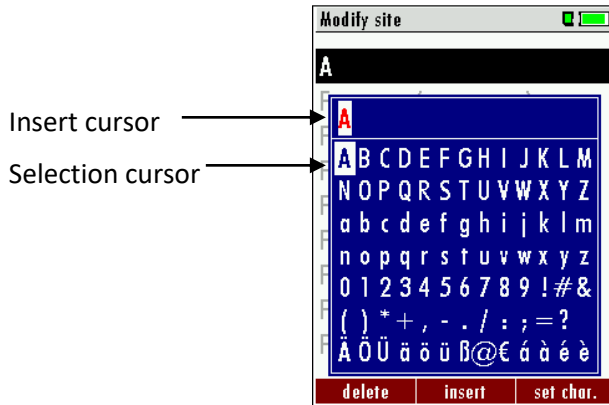 Modify site
A
Insert cursor
A
Selection cursor
A B C D E F G H I J K L M
N O P Q R S T U V W X Y Z
a b c d e f g h i j k l m
n o p q r s t u v w x y z
0 1 2 3 4 5 6 7 8 9 ! # &
( ) * + , - . / : ; = ?
Ä Ö Ü ä ö ü ß @ € á à é è
delete insert set char.